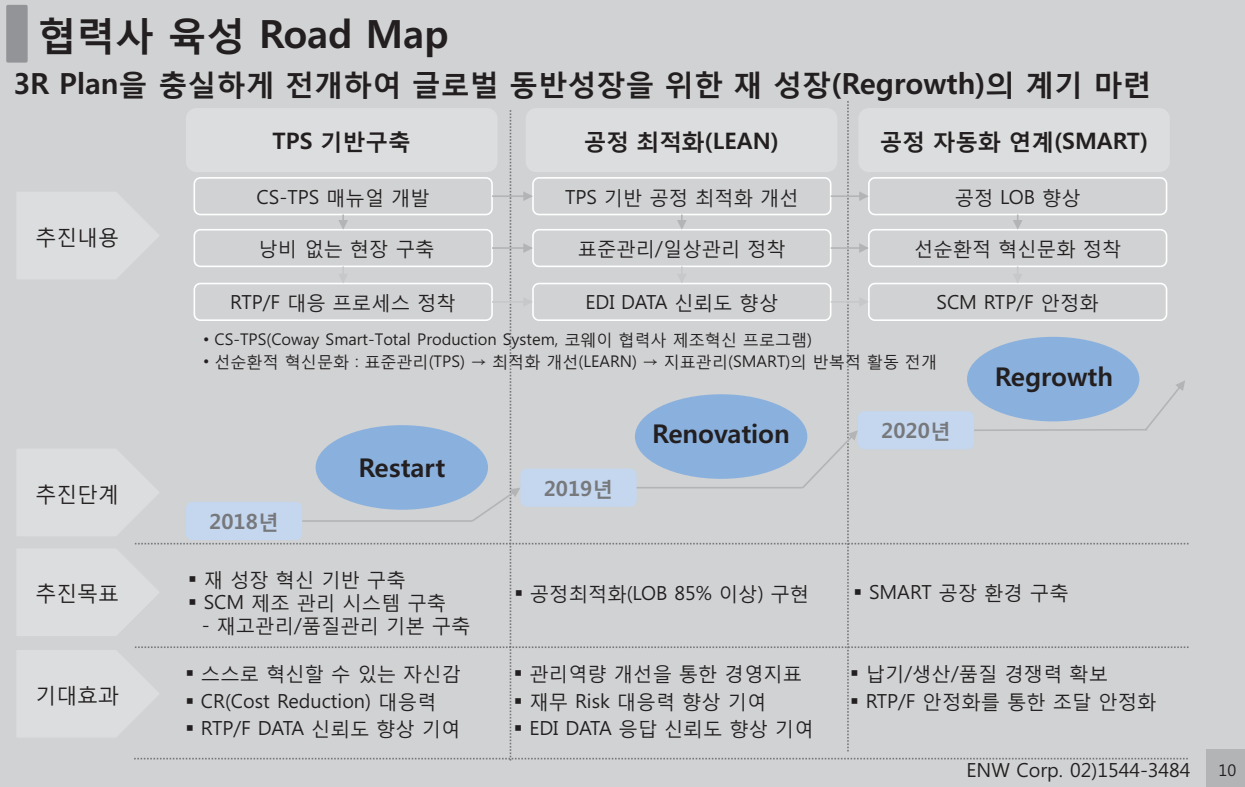 협력사 육성 Road Map
3R Plan을 충실하게 전개하여 글로벌 동반성장을 위한 재 성장(Regrowth)의 계기 마련
TPS 기반구축
공정 최적화(LEAN)
공정 자동화 연계(SMART)
추진내용
CS-TPS 매뉴얼 개발
TPS 기반 공정 최적화 개선
공정 LOB 향상
낭비 없는 현장 구축
표준관리/일상관리 정착
선순환적 혁신문화 정착
RTP/F 대응 프로세스 정착
EDI DATA 신뢰도 향상
SCM RTP/F 안정화
• CS-TPS(Coway Smart-Total Production System, 코웨이 협력사 제조혁신 프로그램)
• 선순환적 혁신문화 : 표준관리(TPS) → 최적화 개선(LEARN) → 지표관리(SMART)의 반복적 활동 전개
추진단계
2018년
Restart
2019년
Renovation
2020년
Regrowth
추진목표
▪ 재 성장 혁신 기반 구축
▪ SCM 제조 관리 시스템 구축
- 재고관리/품질관리 기본 구축
▪ 공정최적화(LOB 85% 이상) 구현
▪ SMART 공장 환경 구축
기대효과
▪ 스스로 혁신할 수 있는 자신감
▪ CR(Cost Reduction) 대응력
▪ RTP/F DATA 신뢰도 향상 기여
▪ 관리역량 개선을 통한 경영지표
▪ 재무 Risk 대응력 향상 기여
▪ EDI DATA 응답 신뢰도 향상 기여
▪ 납기/생산/품질 경쟁력 확보
▪ RTP/F 안정화를 통한 조달 안정화
ENW Corp. 02)1544-3484
10